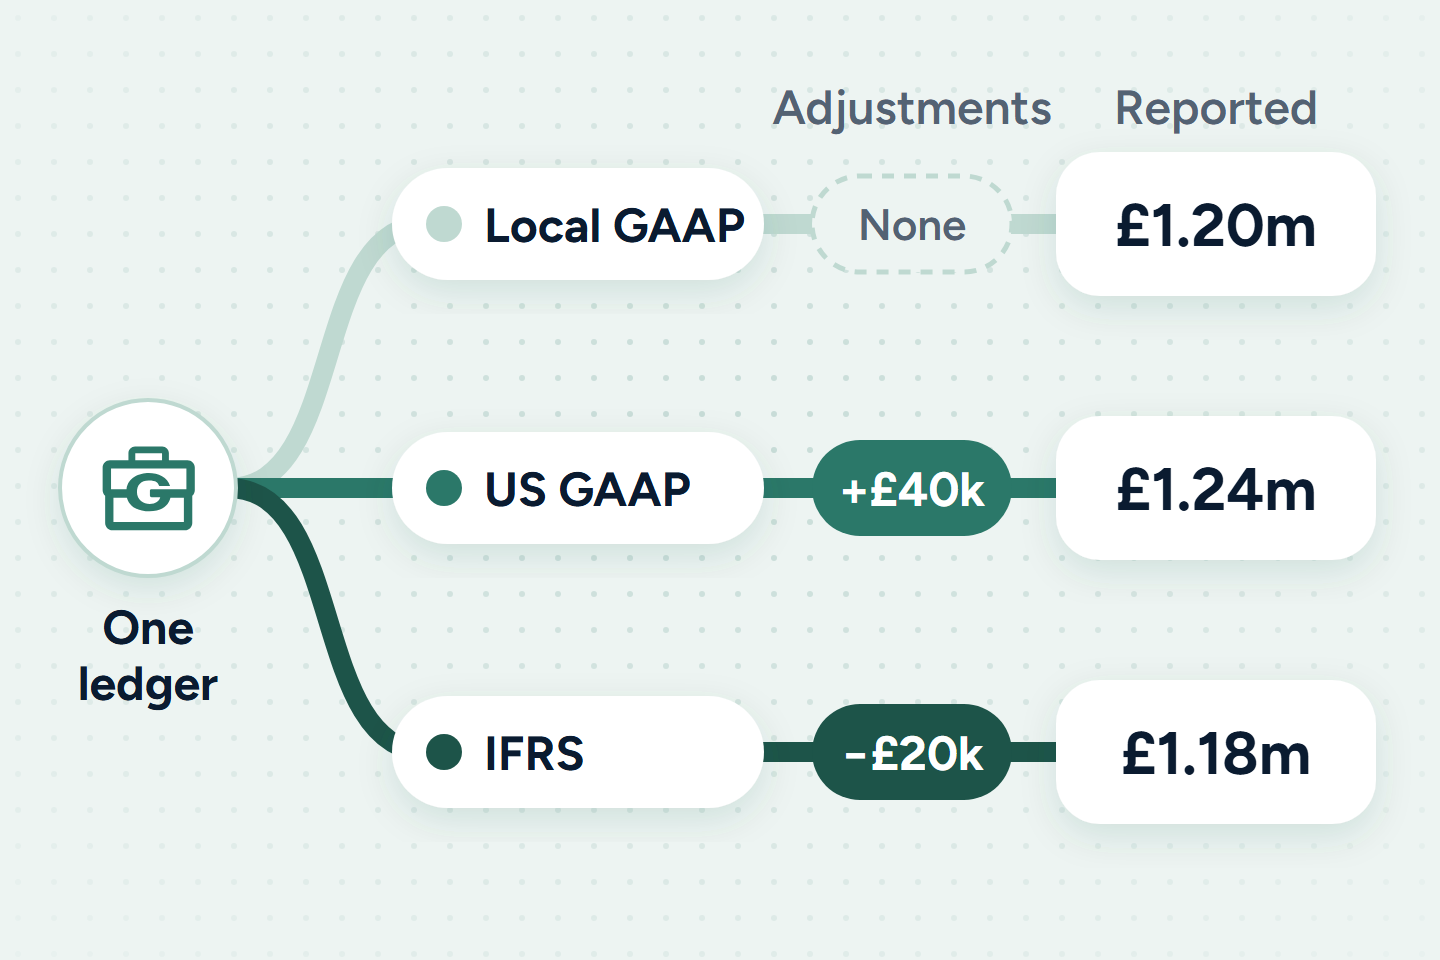 Adjustments Reported
Local GAAP None £1.20m
G
US GAAP +£40k £1.24m
One
ledger
IFRS -£20k £1.18m